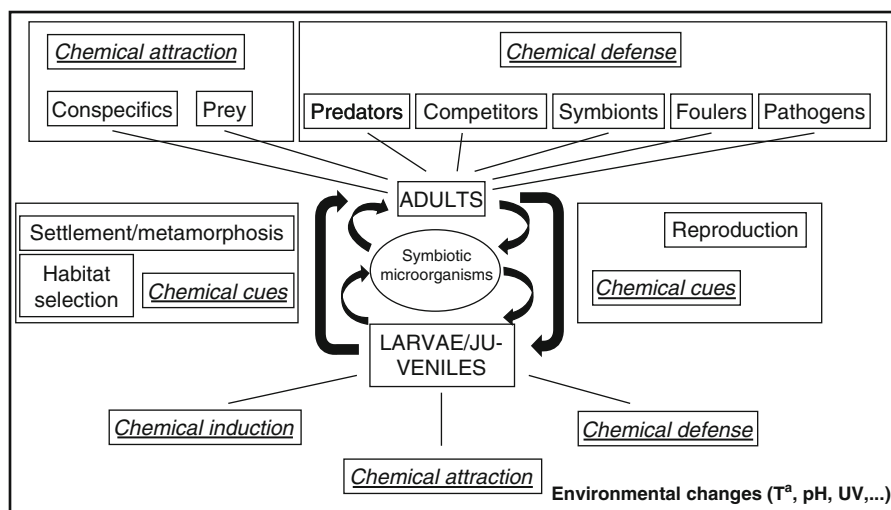 Chemical attraction
Chemical defense
Conspecifics
Prey
Predators
Competitors
Symbionts
Foulers
Pathogens
ADULTS
Settlement/metamorphosis
Habitat
selection
Chemical cues
Symbiotic
microorganisms
Reproduction
Chemical cues
LARVAE/JU-
VENILES
Chemical induction
Chemical attraction
Chemical defense
Environmental changes (Tª, pH, UV,...)